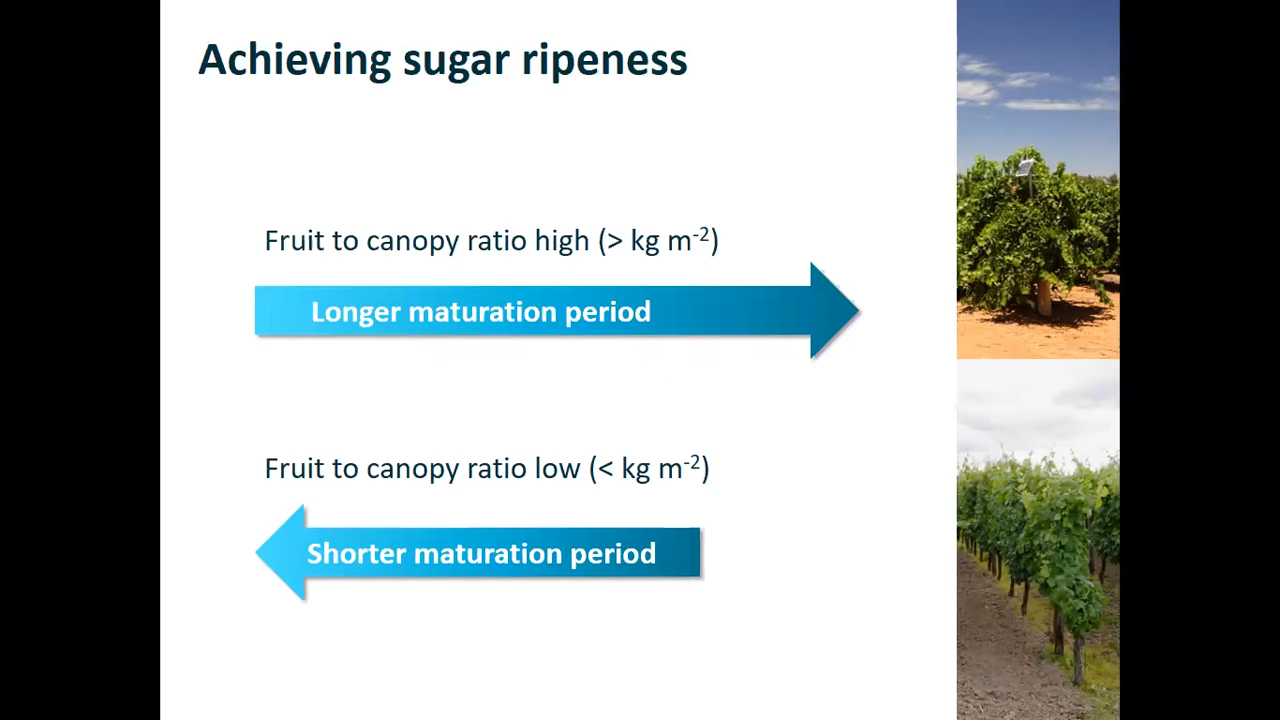 Achieving sugar ripeness
Fruit to canopy ratio high (> kg m⁻²)
Longer maturation period
Fruit to canopy ratio low (< kg m⁻²)
Shorter maturation period